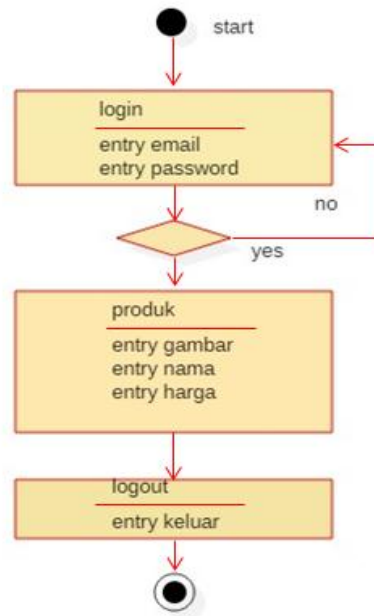 start
login
entry email
entry password
no
yes
produk
entry gambar
entry nama
entry harga
logout
entry keluar